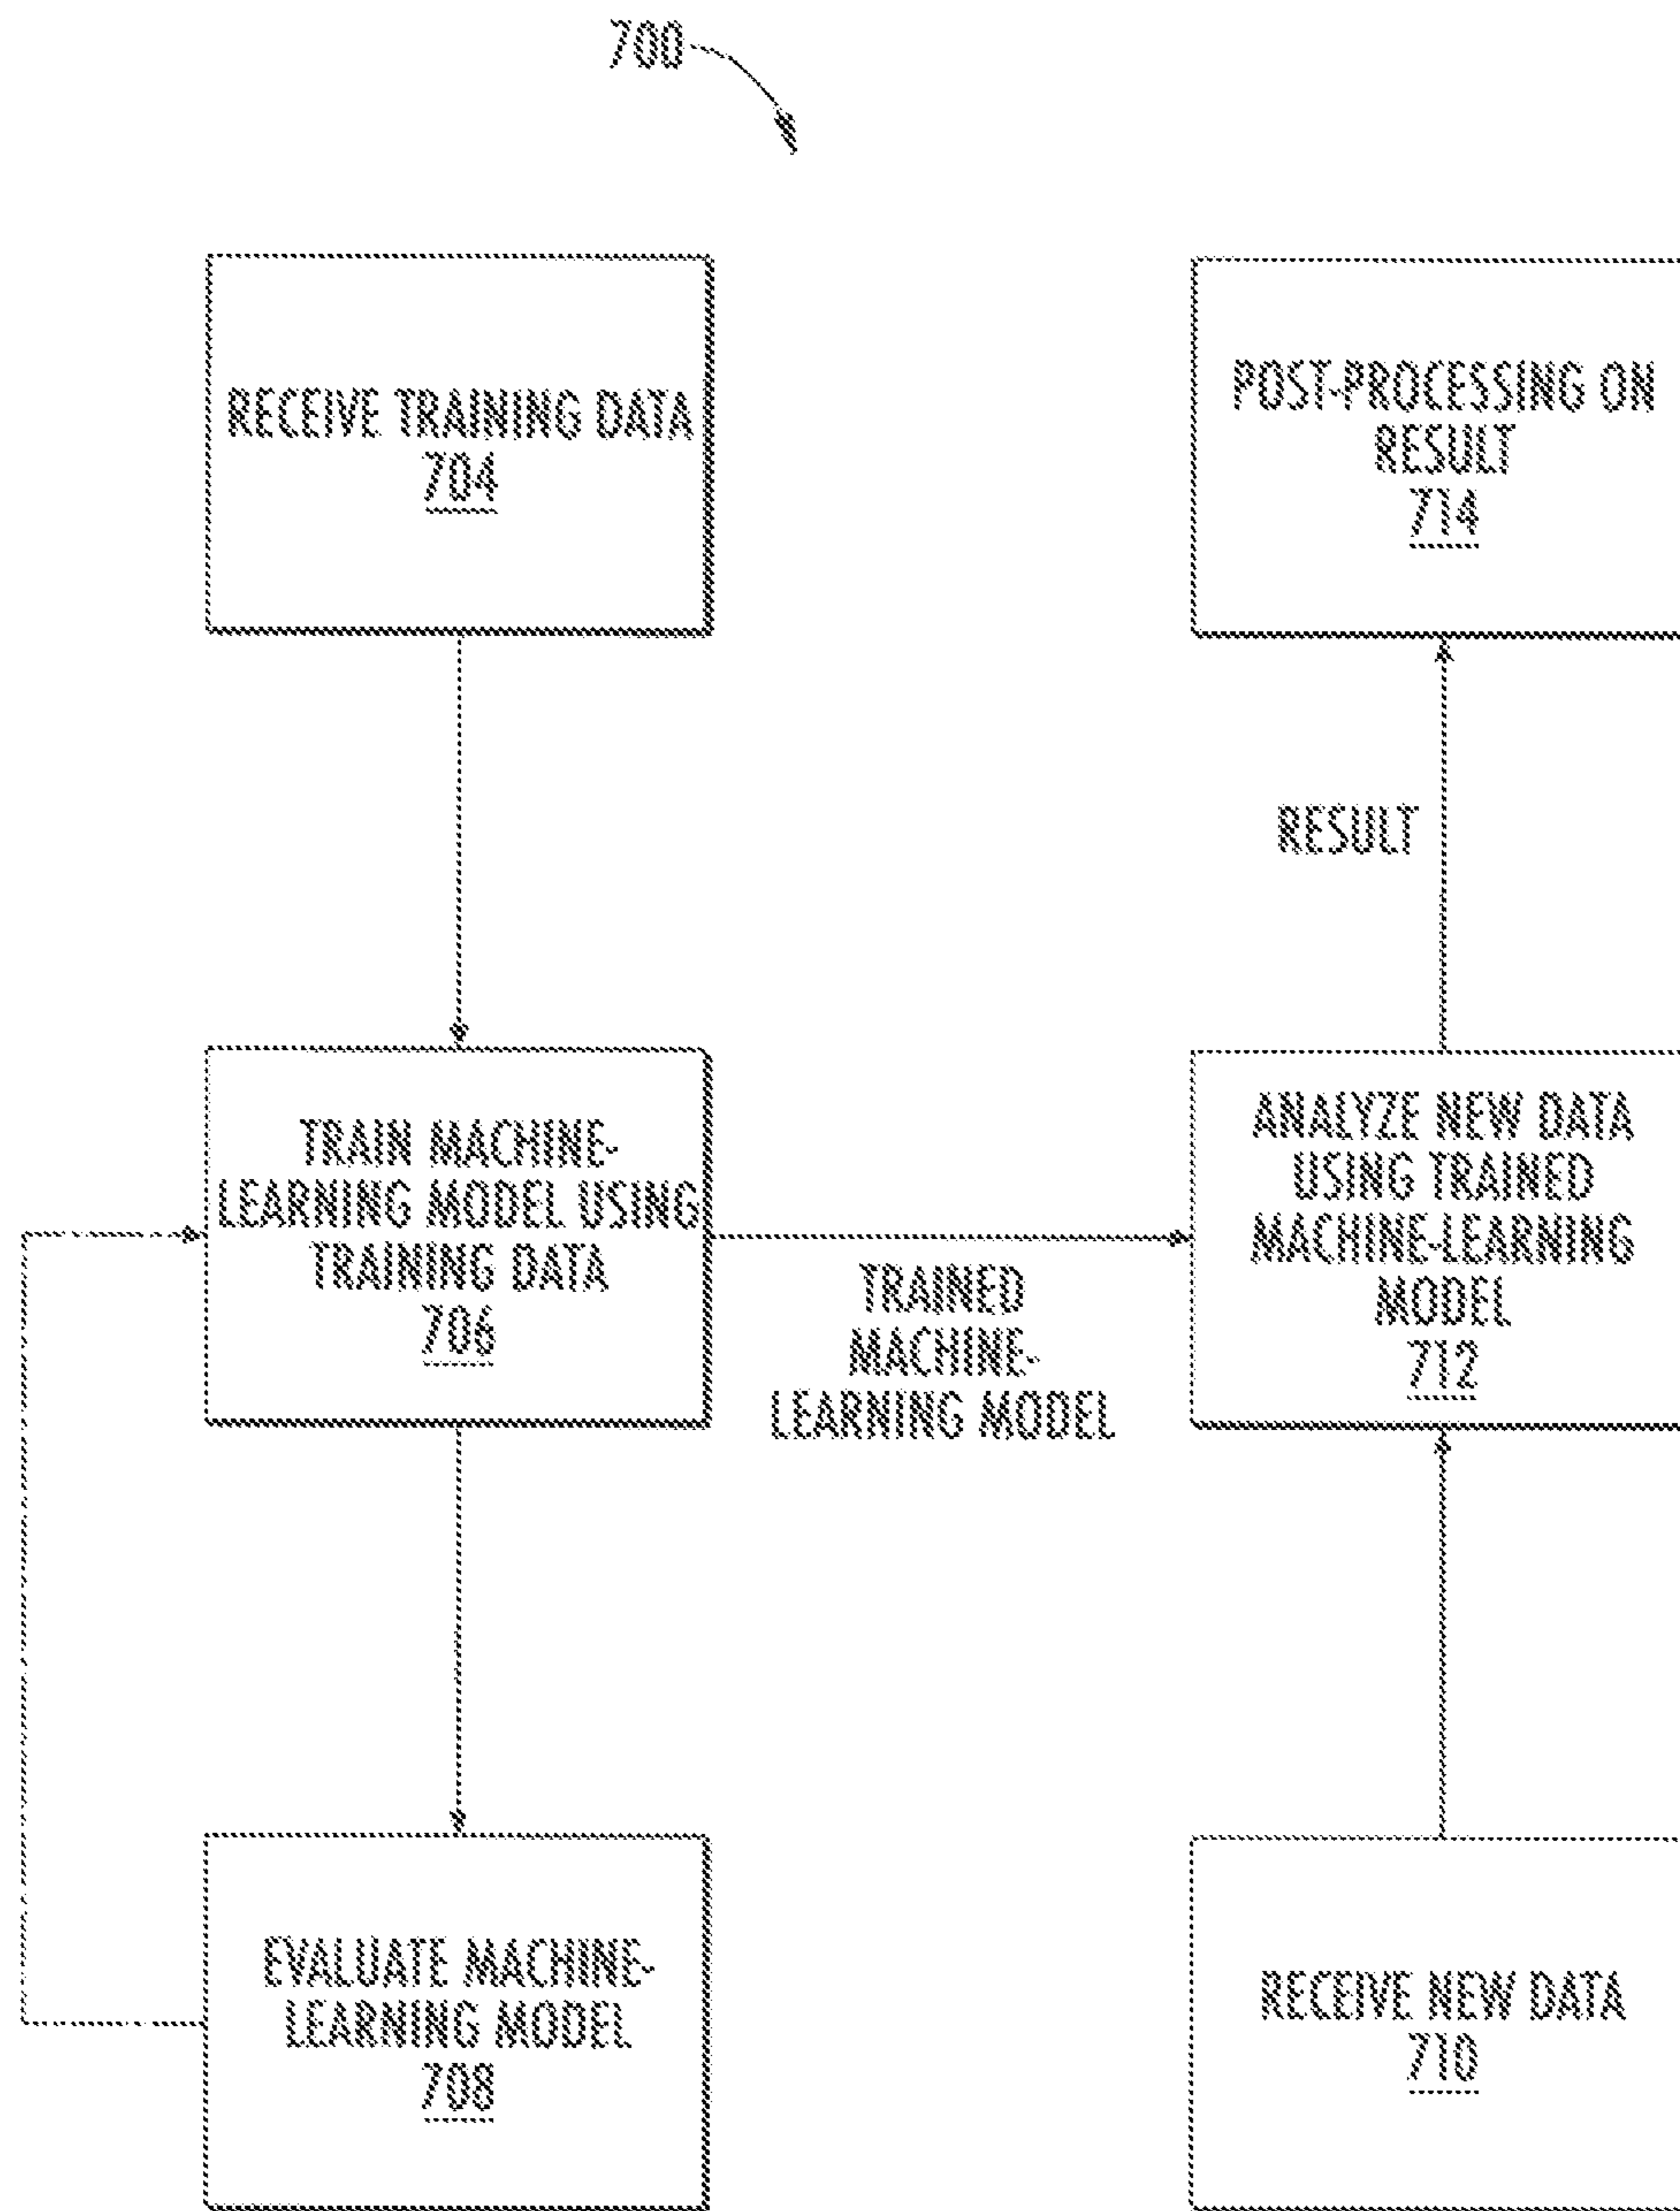 700
RECEIVE TRAINING DATA
704
TRAIN MACHINE-
LEARNING MODEL USING
TRAINING DATA
706
EVALUATE MACHINE-
LEARNING MODEL
708
TRAINED
MACHINE-
LEARNING MODEL
POST-PROCESSING ON
RESULT
714
RESULT
ANALYZE NEW DATA
USING TRAINED
MACHINE-LEARNING
MODEL
712
RECEIVE NEW DATA
710